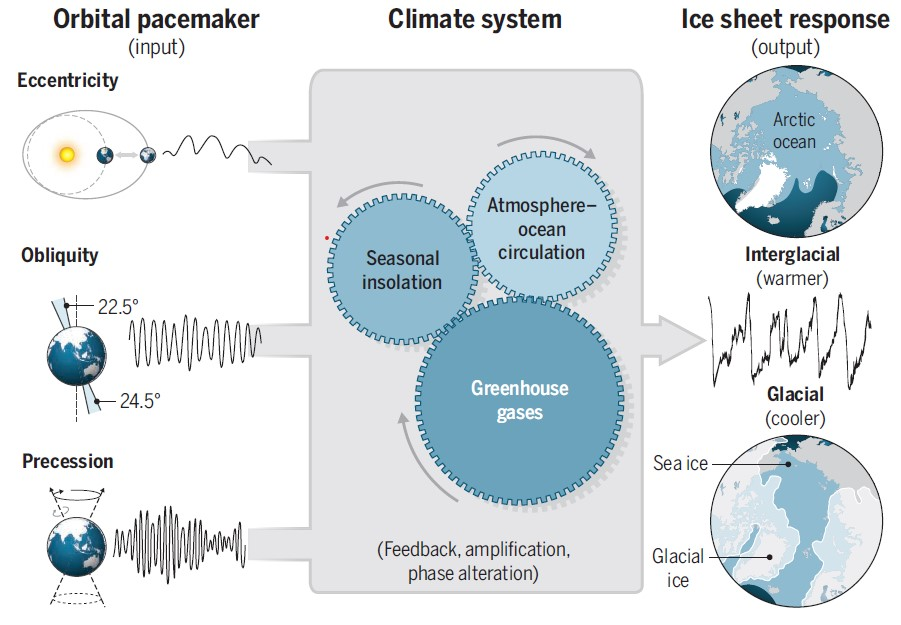 Orbital pacemaker
(input)
Eccentricity
Obliquity
22.5°
24.5°
Precession
Climate system
Seasonal
insolation
Atmosphere–
ocean
circulation
Greenhouse
gases
(Feedback, amplification,
phase alteration)
Ice sheet response
(output)
Arctic
ocean
Interglacial
(warmer)
Glacial
(cooler)
Sea ice
Glacial
ice